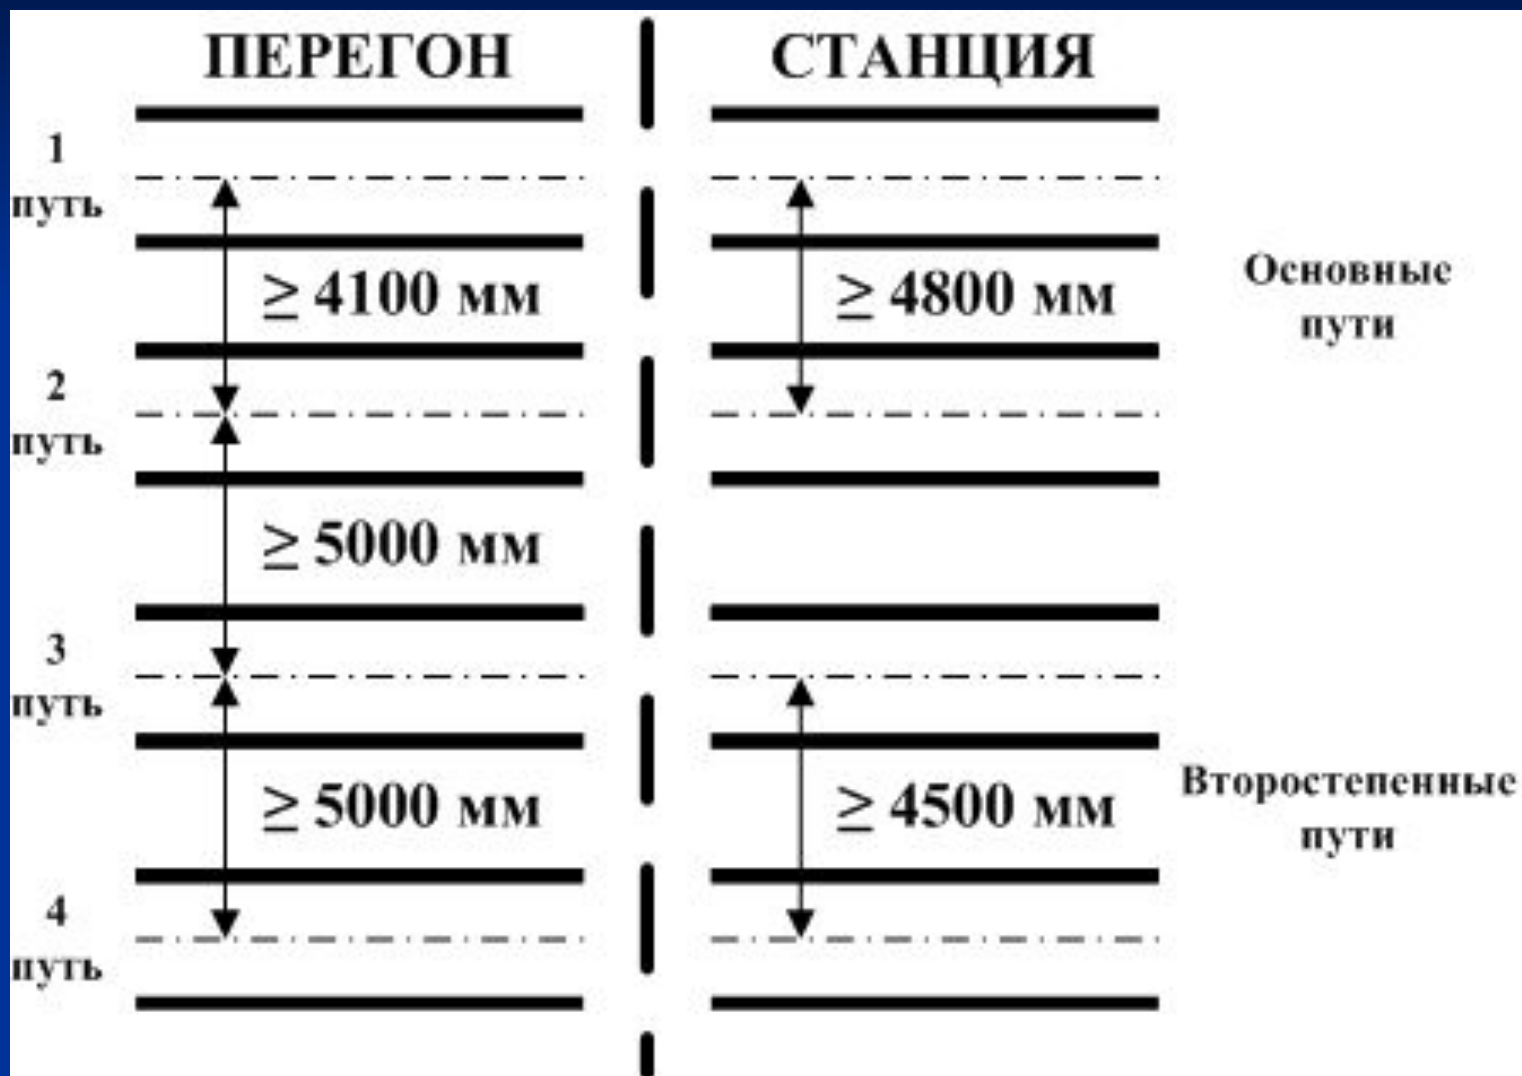 ПЕРЕГОН
СТАНЦИЯ
1
путь
≥ 4100 мм
≥ 4800 мм
Основные
пути
2
путь
≥ 5000 мм
3
путь
≥ 5000 мм
≥ 4500 мм
Второстепенные
пути
4
путь